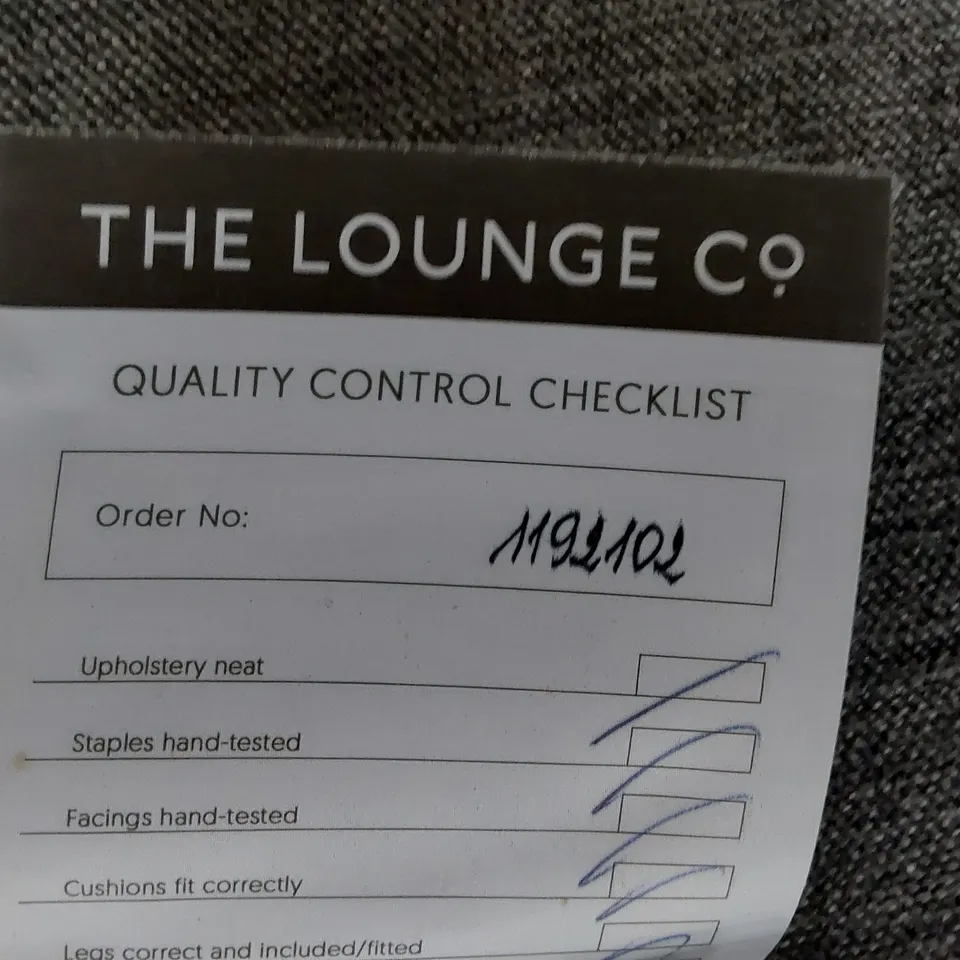 THE LOUNGE Cº
QUALITY CONTROL CHECKLIST
Order No: 1192102
Upholstery neat
Staples hand-tested
Facings hand-tested
Cushions fit correctly
Legs correct and included/fitted